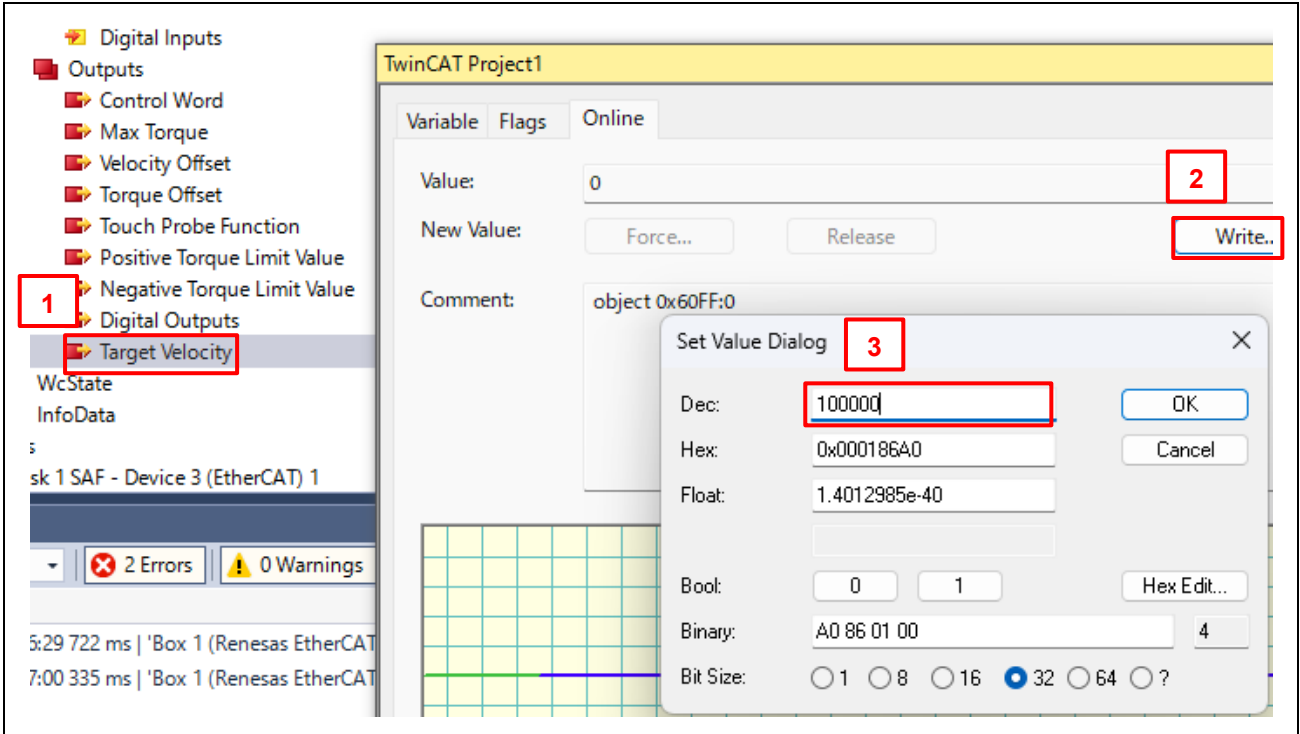 Digital Inputs
Outputs
Control Word
Max Torque
Velocity Offset
Torque Offset
Touch Probe Function
Positive Torque Limit Value
Negative Torque Limit Value
1
Digital Outputs
Target Velocity
WcState
InfoData
s
sk 1 SAF - Device 3 (EtherCAT) 1
2 Errors
0 Warnings
6:29 722 ms | 'Box 1 (Renesas EtherCAT
7:00 335 ms | 'Box 1 (Renesas EtherCAT
TwinCAT Project1
Variable Flags Online
Value: 0
2
New Value: Force... Release Write..
Comment: object 0x60FF:0
Set Value Dialog
3
Dec: 100000 OK
Hex: 0x000186A0 Cancel
Float: 1.4012985e-40
Bool: 0 1 Hex Edit...
Binary: A0 86 01 00 4
Bit Size: 1 8 16 32 64 ?